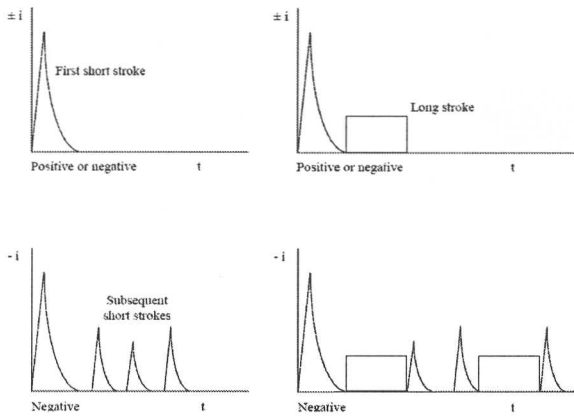 ± i
First short stroke
Positive or negative t
± i
Long stroke
Positive or negative t
- i
Subsequent
short strokes
Negative t
- i
Negative t